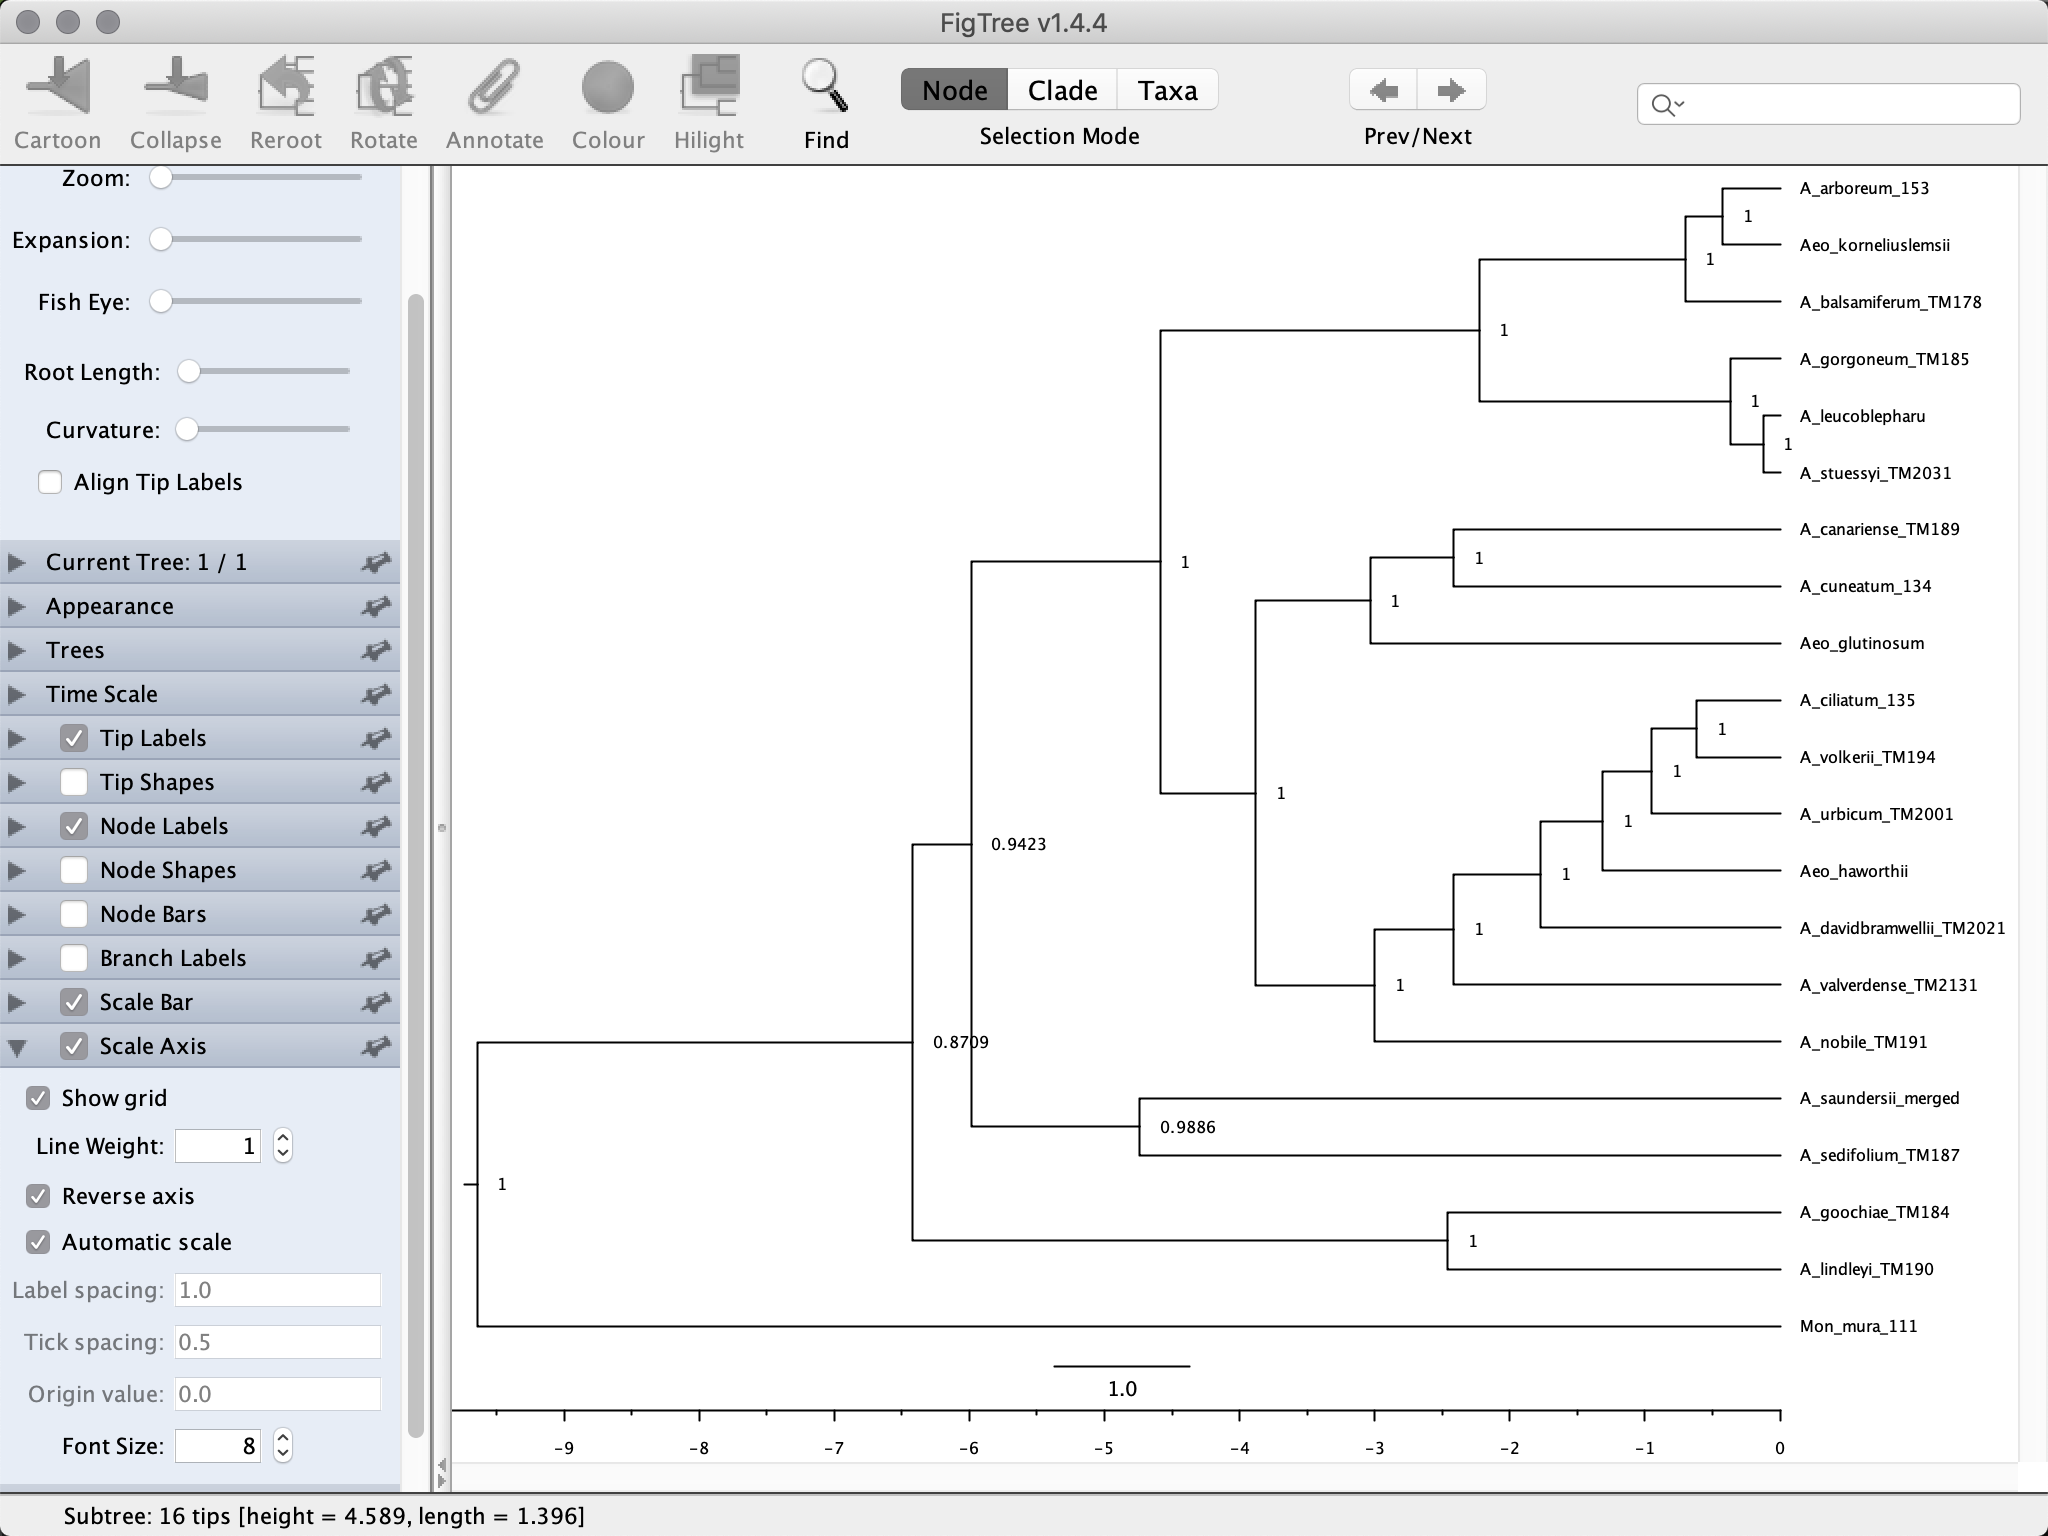 FigTree v1.4.4
Cartoon Collapse Reroot Rotate Annotate Colour Hilight Find
Node Clade Taxa
Selection Mode
Prev/Next
Zoom:
Expansion:
Fish Eye:
Root Length:
Curvature:
Align Tip Labels
Current Tree: 1 / 1
Appearance
Trees
Time Scale
Tip Labels
Tip Shapes
Node Labels
Node Shapes
Node Bars
Branch Labels
Scale Bar
Scale Axis
Show grid
Line Weight: 1
Reverse axis
Automatic scale
Label spacing: 1.0
Tick spacing: 0.5
Origin value: 0.0
Font Size: 8
A_arboreum_153
1
Aeo_korneliuslemsii
1
A_balsamiferum_TM178
1
A_gorgoneum_TM185
1
A_leucoblepharu
1
A_stuessyi_TM2031
A_canariense_TM189
1
1
A_cuneatum_134
1
Aeo_glutinosum
A_ciliatum_135
1
A_volkerii_TM194
1
1
A_urbicum_TM2001
1
0.9423
Aeo_haworthii
1
A_davidbramwellii_TM2021
1
A_valverdense_TM2131
1
A_nobile_TM191
0.8709
A_saundersii_merged
0.9886
A_sedifolium_TM187
1
A_goochiae_TM184
1
A_lindleyi_TM190
Mon_mura_111
1.0
-9 -8 -7 -6 -5 -4 -3 -2 -1 0
Subtree: 16 tips [height = 4.589, length = 1.396]